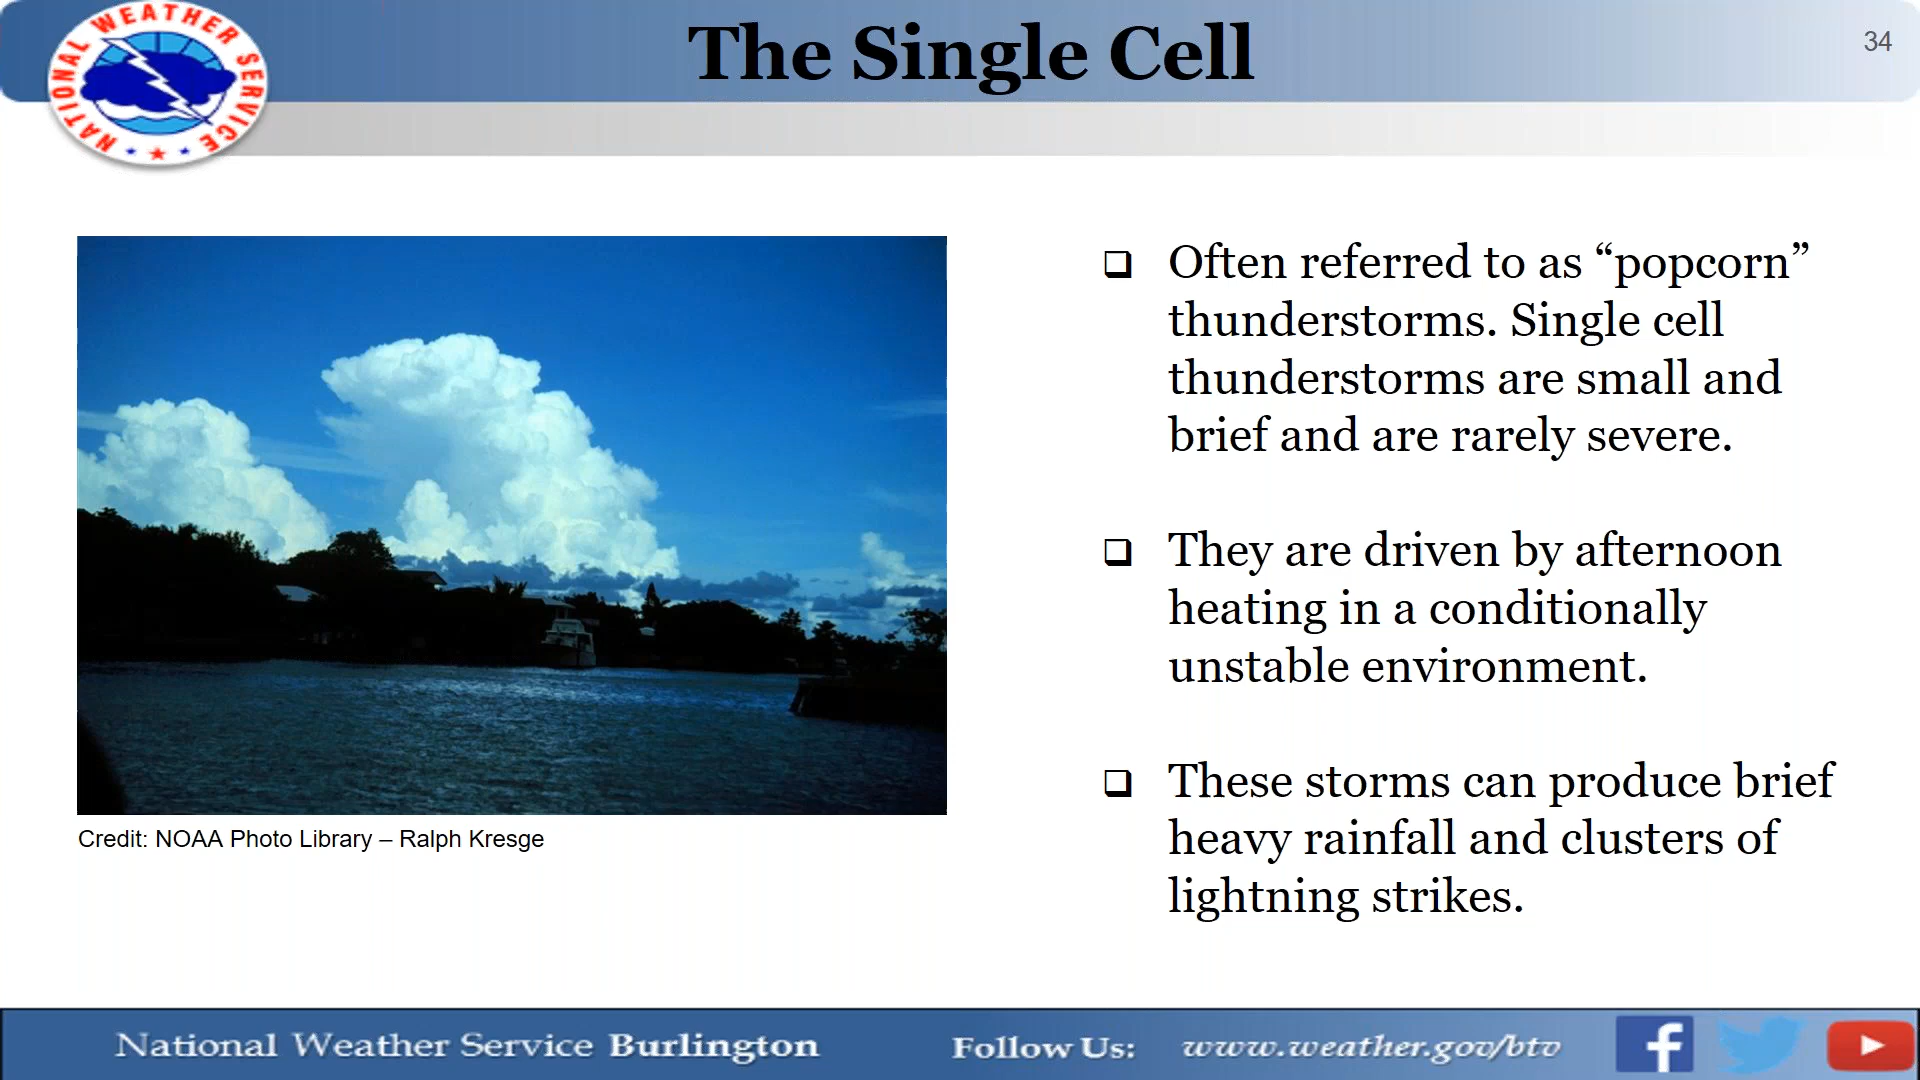 NATIONAL WEATHER SERVICE
The Single Cell
34
Often referred to as “popcorn”
thunderstorms. Single cell
thunderstorms are small and
brief and are rarely severe.
They are driven by afternoon
heating in a conditionally
unstable environment.
These storms can produce brief
heavy rainfall and clusters of
lightning strikes.
Credit: NOAA Photo Library – Ralph Kresge
National Weather Service Burlington
Follow Us: www.weather.gov/btv